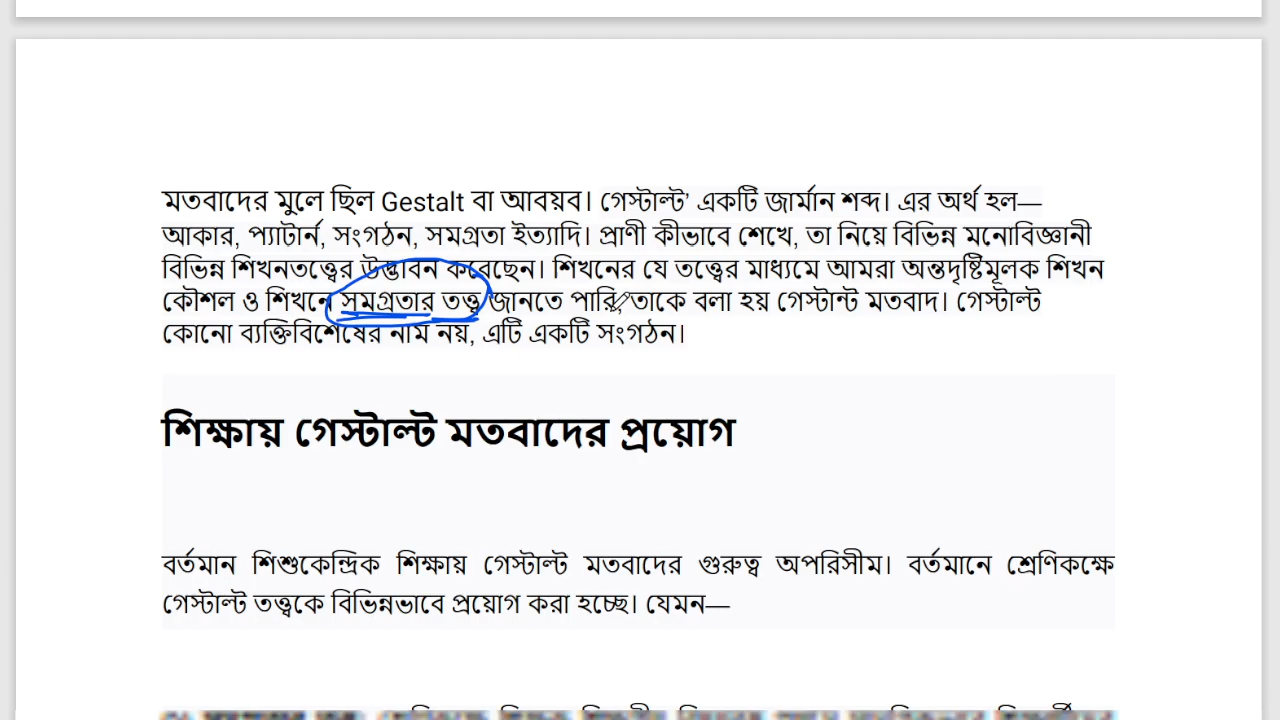 মতবাদের মুলে ছিল Gestalt বা আবয়ব। গেস্টাল্ট' একটি জার্মান শব্দ। এর অর্থ হল—
আকার, প্যাটার্ন, সংগঠন, সমগ্রতা ইত্যাদি। প্রাণী কীভাবে শেখে, তা নিয়ে বিভিন্ন মনোবিজ্ঞানী
বিভিন্ন শিখনতত্ত্বের উদ্ভাবন করেছেন। শিখনের যে তত্ত্বের মাধ্যমে আমরা অন্তদৃষ্টিমূলক শিখন
কৌশল ও শিখনে সমগ্রতার তত্ত্ব জানতে পারি তাকে বলা হয় গেস্টান্ট মতবাদ। গেস্টাল্ট
কোনো ব্যক্তিবিশেষের নাম নয়, এটি একটি সংগঠন।
শিক্ষায় গেস্টাল্ট মতবাদের প্রয়োগ
বর্তমান শিশুকেন্দ্রিক শিক্ষায় গেস্টাল্ট মতবাদের গুরুত্ব অপরিসীম। বর্তমানে শ্রেণিকক্ষে
গেস্টাল্ট তত্ত্বকে বিভিন্নভাবে প্রয়োগ করা হচ্ছে। যেমন—